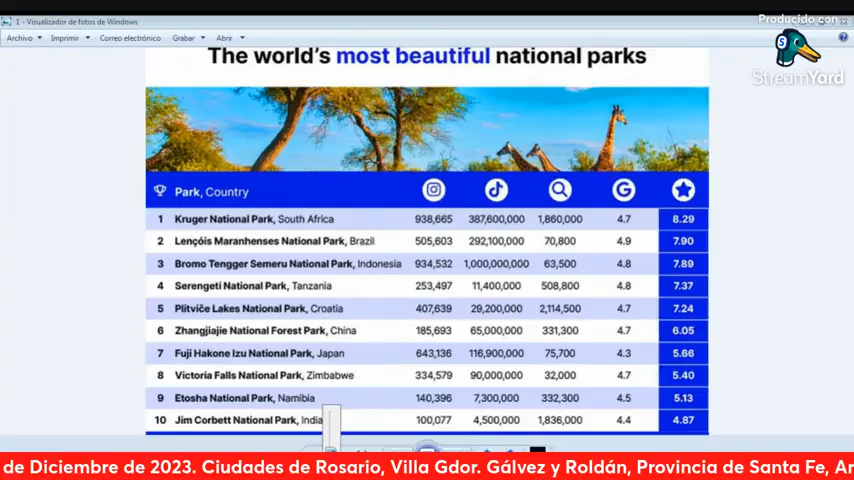 Producido con
1 - Visualizador de fotos de Windows
Archivo Imprimir Correo electrónico Grabar Abrir
StreamYard
The world's most beautiful national parks
Park, Country
1 Kruger National Park, South Africa 938,665 387,600,000 1,860,000 4.7 8.29
2 Lençóis Maranhenses National Park, Brazil 505,603 292,100,000 70,800 4.9 7.90
3 Bromo Tengger Semeru National Park, Indonesia 934,532 1,000,000,000 63,500 4.8 7.89
4 Serengeti National Park, Tanzania 253,497 11,400,000 508,800 4.8 7.37
5 Plitviče Lakes National Park, Croatia 407,639 29,200,000 2,114,500 4.7 7.24
6 Zhangjiajie National Forest Park, China 185,693 65,000,000 331,300 4.7 6.05
7 Fuji Hakone Izu National Park, Japan 643,136 116,900,000 75,700 4.3 5.66
8 Victoria Falls National Park, Zimbabwe 334,579 90,000,000 32,000 4.7 5.40
9 Etosha National Park, Namibia 140,396 7,300,000 332,300 4.5 5.13
10 Jim Corbett National Park, India 100,077 4,500,000 1,836,000 4.4 4.87
de Diciembre de 2023. Ciudades de Rosario, Villa Gdor. Gálvez y Roldán, Provincia de Santa Fe, Ar